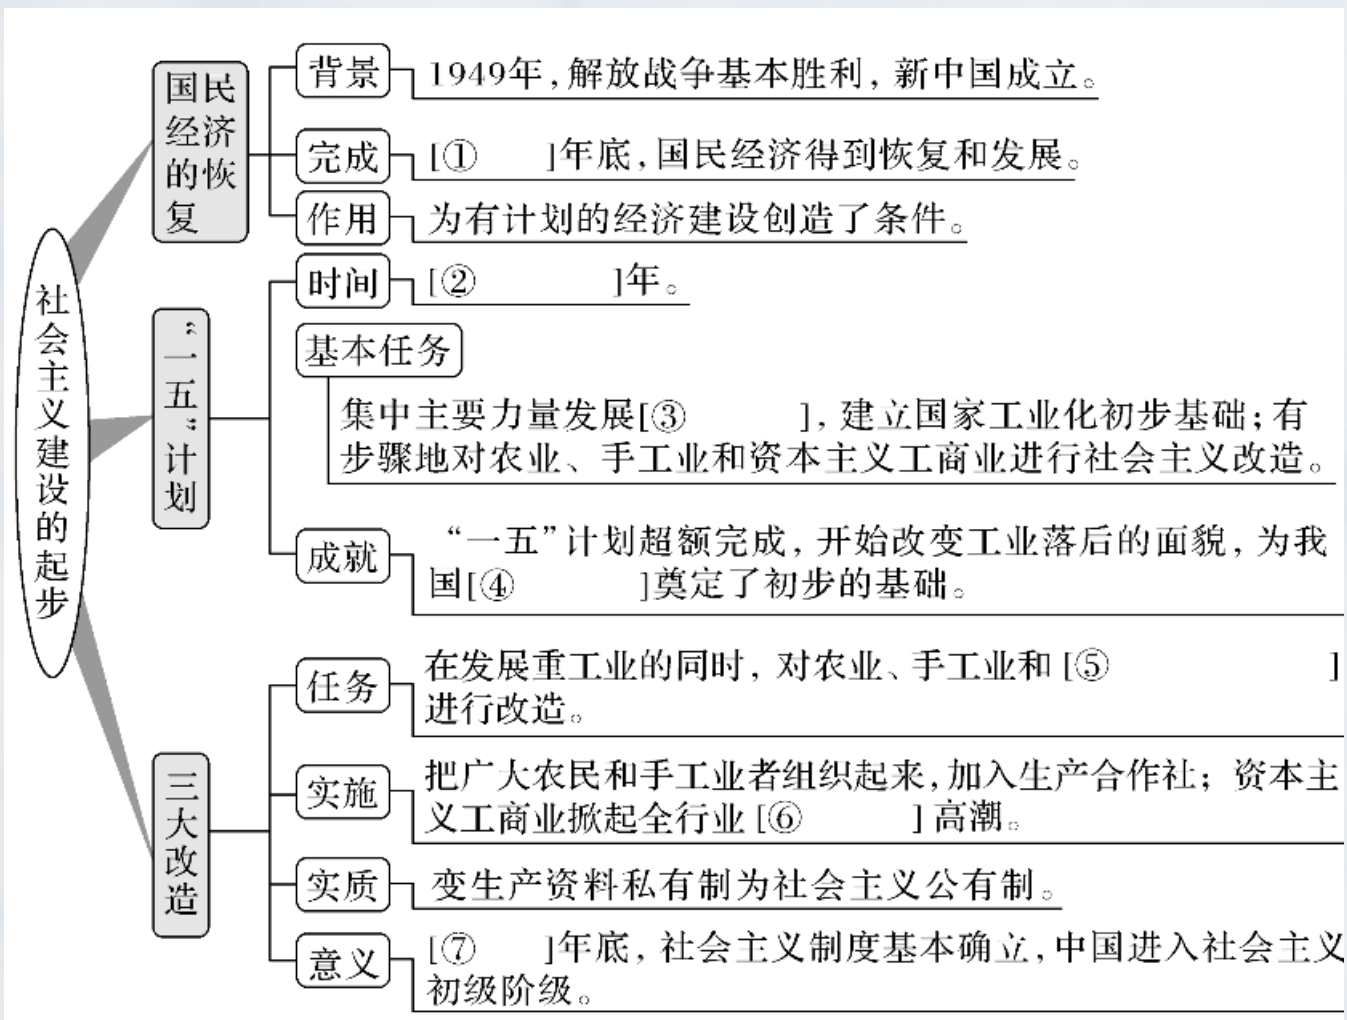 社会主义建设的起步
国民
经济
的恢
复
背景
1949年,解放战争基本胜利,新中国成立。
完成
[① ]年底,国民经济得到恢复和发展。
作用
为有计划的经济建设创造了条件。
“一五”计划
时间
[② ]年。
基本任务
集中主要力量发展[③ ],建立国家工业化初步基础;有
步骤地对农业、手工业和资本主义工商业进行社会主义改造。
成就
“一五”计划超额完成,开始改变工业落后的面貌,为我
国[④ ]奠定了初步的基础。
三大改造
任务
在发展重工业的同时,对农业、手工业和[⑤ ]
进行改造。
实施
把广大农民和手工业者组织起来,加入生产合作社;资本主
义工商业掀起全行业[⑥ ]高潮。
实质
变生产资料私有制为社会主义公有制。
意义
[⑦ ]年底,社会主义制度基本确立,中国进入社会主义
初级阶级。